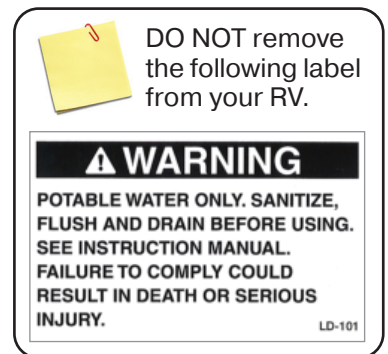 DO NOT remove
the following label
from your RV.
WARNING
POTABLE WATER ONLY. SANITIZE,
FLUSH AND DRAIN BEFORE USING.
SEE INSTRUCTION MANUAL.
FAILURE TO COMPLY COULD
RESULT IN DEATH OR SERIOUS
INJURY.
LD-101